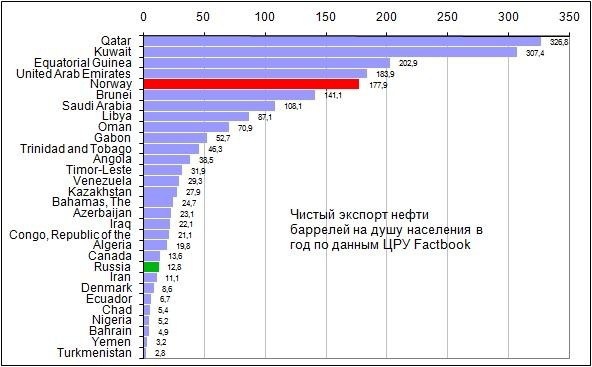 0 50 100 150 200 250 300 350
Qatar 326,8
Kuwait 307,4
Equatorial Guinea 202,9
United Arab Emirates 183,9
Norway 177,9
Brunei 141,1
Saudi Arabia 108,1
Libya 87,1
Oman 70,9
Gabon 52,7
Trinidad and Tobago 46,3
Angola 38,5
Timor-Leste 31,9
Venezuela 29,3
Kazakhstan 27,9
Bahamas, The 24,7
Azerbaijan 23,1
Iraq 22,1
Congo, Republic of the 21,1
Algeria 19,8
Canada 13,6
Russia 12,8
Iran 11,1
Denmark 8,6
Ecuador 6,7
Chad 5,4
Nigeria 5,2
Bahrain 4,9
Yemen 3,2
Turkmenistan 2,8
Чистый экспорт нефти
баррелей на душу населения в
год по данным ЦРУ Factbook